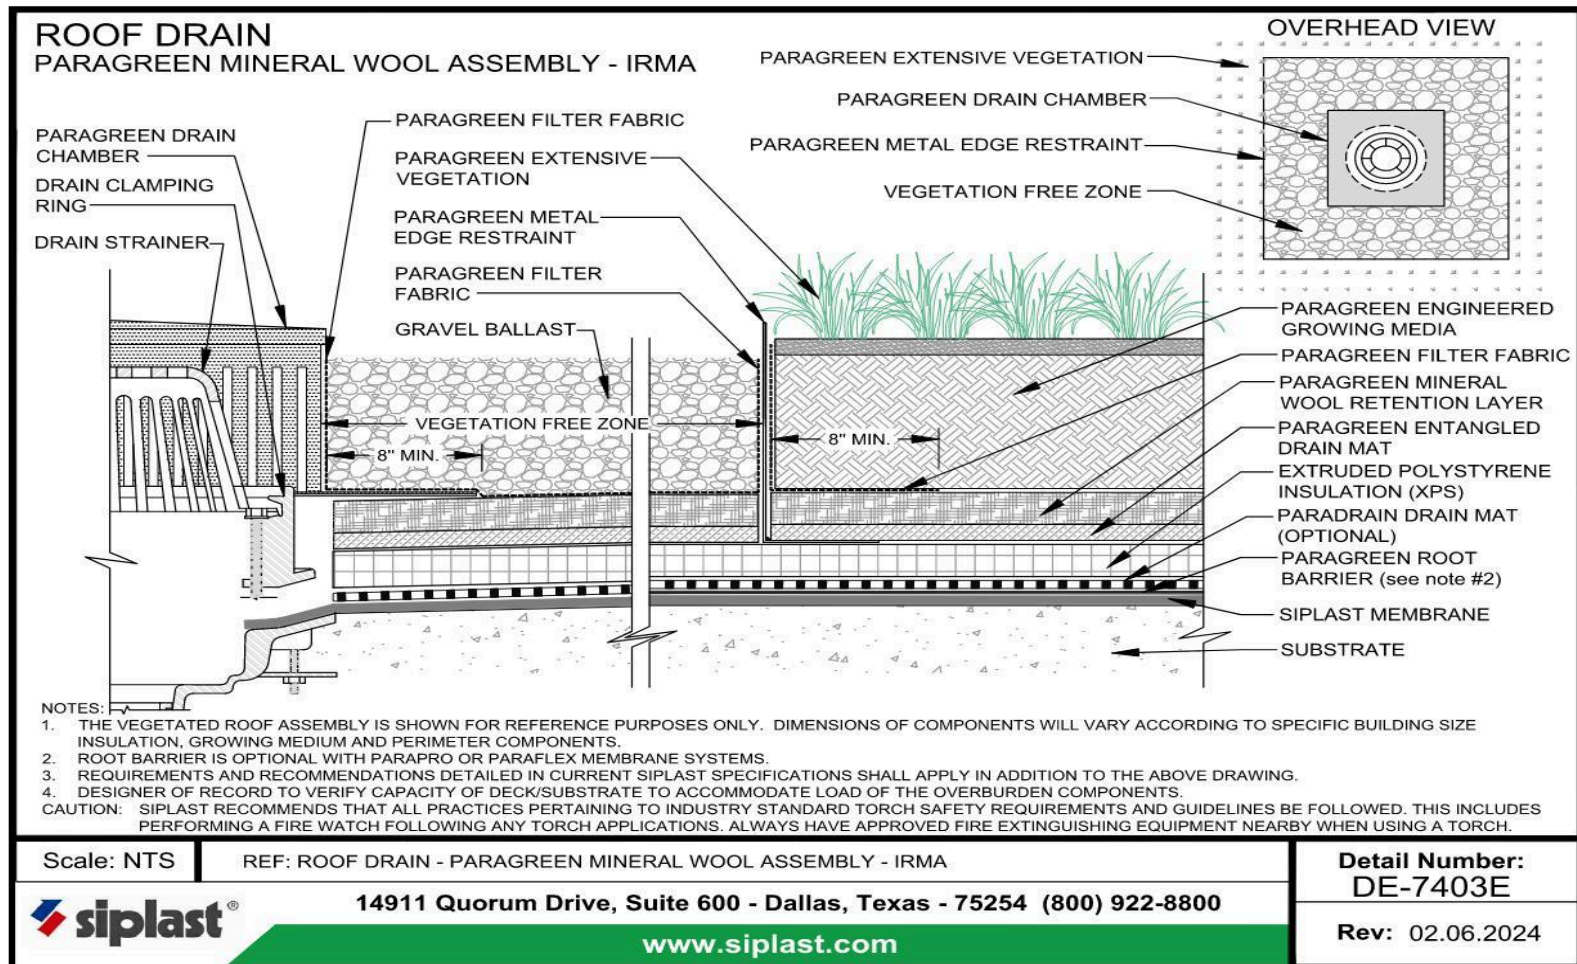 ROOF DRAIN
PARAGREEN MINERAL WOOL ASSEMBLY - IRMA
OVERHEAD VIEW
PARAGREEN EXTENSIVE VEGETATION
PARAGREEN DRAIN CHAMBER
PARAGREEN METAL EDGE RESTRAINT
VEGETATION FREE ZONE
PARAGREEN DRAIN
CHAMBER
DRAIN CLAMPING
RING
DRAIN STRAINER
PARAGREEN FILTER FABRIC
PARAGREEN EXTENSIVE
VEGETATION
PARAGREEN METAL
EDGE RESTRAINT
PARAGREEN FILTER
FABRIC
GRAVEL BALLAST
VEGETATION FREE ZONE
8" MIN.
8" MIN.
PARAGREEN ENGINEERED
GROWING MEDIA
PARAGREEN FILTER FABRIC
PARAGREEN MINERAL
WOOL RETENTION LAYER
PARAGREEN ENTANGLED
DRAIN MAT
EXTRUDED POLYSTYRENE
INSULATION (XPS)
PARADRAIN DRAIN MAT
(OPTIONAL)
PARAGREEN ROOT
BARRIER (see note #2)
SIPLAST MEMBRANE
SUBSTRATE
NOTES:
1. THE VEGETATED ROOF ASSEMBLY IS SHOWN FOR REFERENCE PURPOSES ONLY. DIMENSIONS OF COMPONENTS WILL VARY ACCORDING TO SPECIFIC BUILDING SIZE
INSULATION, GROWING MEDIUM AND PERIMETER COMPONENTS.
2. ROOT BARRIER IS OPTIONAL WITH PARAPRO OR PARAFLEX MEMBRANE SYSTEMS.
3. REQUIREMENTS AND RECOMMENDATIONS DETAILED IN CURRENT SIPLAST SPECIFICATIONS SHALL APPLY IN ADDITION TO THE ABOVE DRAWING.
4. DESIGNER OF RECORD TO VERIFY CAPACITY OF DECK/SUBSTRATE TO ACCOMMODATE LOAD OF THE OVERBURDEN COMPONENTS.
CAUTION: SIPLAST RECOMMENDS THAT ALL PRACTICES PERTAINING TO INDUSTRY STANDARD TORCH SAFETY REQUIREMENTS AND GUIDELINES BE FOLLOWED. THIS INCLUDES
PERFORMING A FIRE WATCH FOLLOWING ANY TORCH APPLICATIONS. ALWAYS HAVE APPROVED FIRE EXTINGUISHING EQUIPMENT NEARBY WHEN USING A TORCH.
Scale: NTS
REF: ROOF DRAIN - PARAGREEN MINERAL WOOL ASSEMBLY - IRMA
Detail Number:
DE-7403E
siplast®
14911 Quorum Drive, Suite 600 - Dallas, Texas - 75254 (800) 922-8800
www.siplast.com
Rev: 02.06.2024